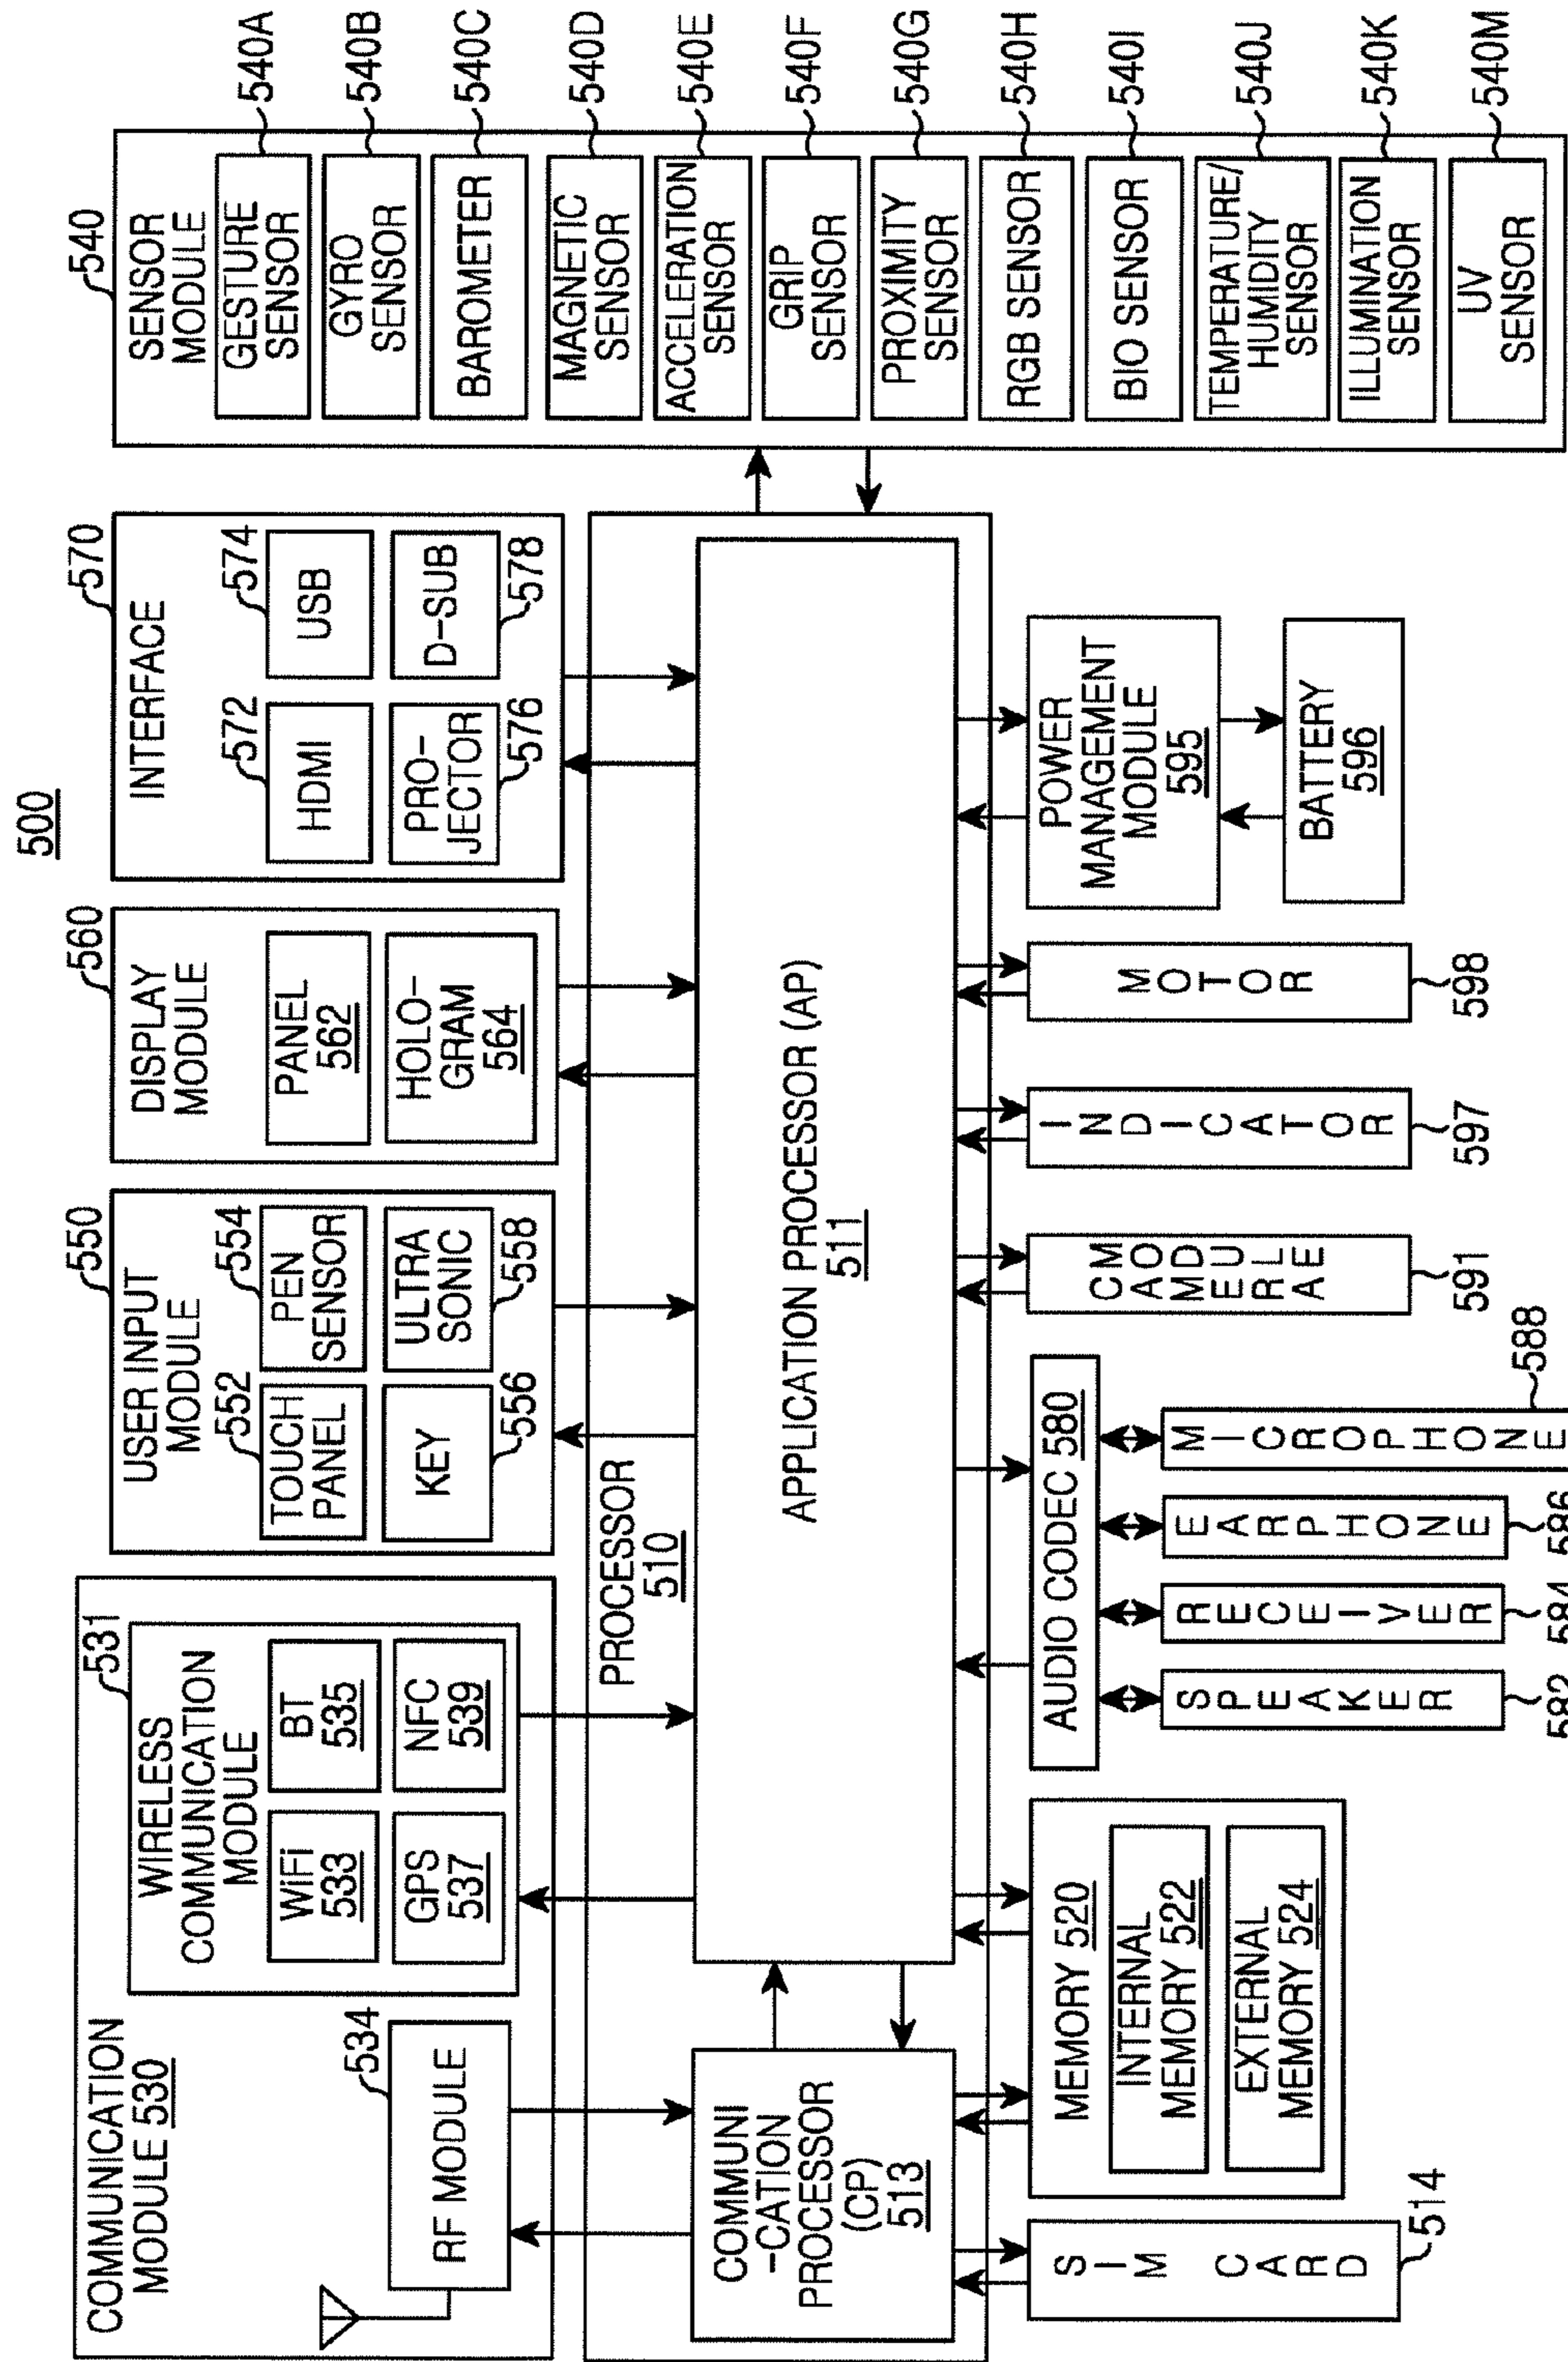 500
COMMUNICATION
MODULE 530
534
RF MODULE
531
WIRELESS
COMMUNICATION
MODULE
WiFi
533
BT
535
GPS
537
NFC
539
550
USER INPUT
MODULE
552
TOUCH
PANEL
554
PEN
SENSOR
KEY
556
ULTRA
SONIC
558
560
DISPLAY
MODULE
PANEL
562
HOLO-
GRAM
564
570
INTERFACE
572
HDMI
574
USB
PRO-
JECTOR
576
D-SUB
578
540
SENSOR
MODULE
GESTURE
SENSOR
540A
GYRO
SENSOR
540B
BAROMETER
540C
MAGNETIC
SENSOR
540D
ACCELERATION
SENSOR
540E
GRIP
SENSOR
540F
PROXIMITY
SENSOR
540G
RGB SENSOR
540H
BIO SENSOR
540I
TEMPERATURE/
HUMIDITY
SENSOR
540J
ILLUMINATION
SENSOR
540K
UV
SENSOR
540M
PROCESSOR
510
COMMUNI
-CATION
PROCESSOR
(CP)
513
APPLICATION PROCESSOR (AP)
511
SIM CARD
514
MEMORY 520
INTERNAL
MEMORY 522
EXTERNAL
MEMORY 524
AUDIO CODEC 580
SPEAKER
582
RECEIVER
584
EARPHONE
586
MICROPHONE
588
CAMERA
MODULE
591
INDICATOR
597
MOTOR
598
POWER
MANAGEMENT
MODULE
595
BATTERY
596